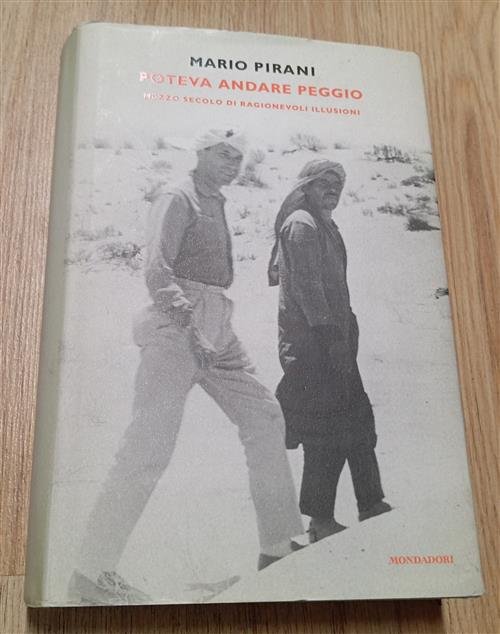 MARIO PIRANI
POTEVA ANDARE PEGGIO
MEZZO SECOLO DI RAGIONEVOLI ILLUSIONI
MONDADORI